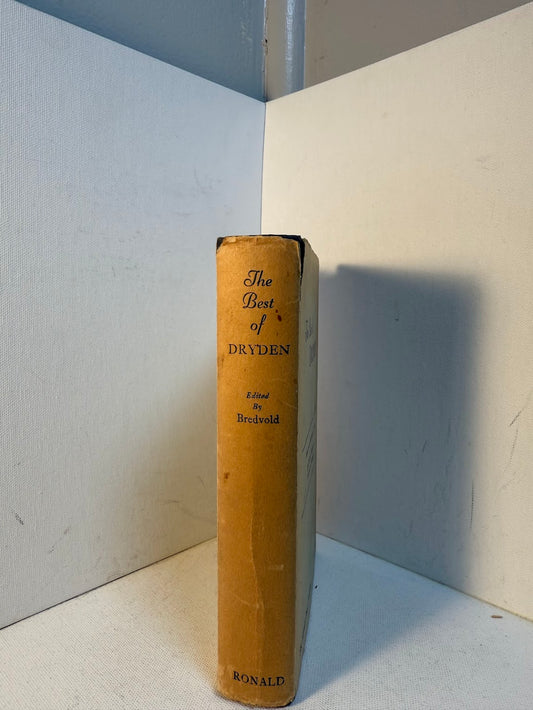 The
Best
of
DRYDEN
Edited
By
Bredvold
RONALD